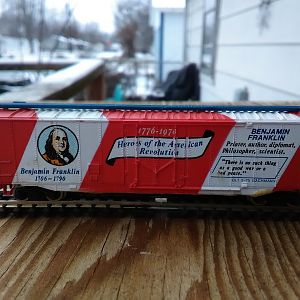 Benjamin Franklin
1706-1790
1776-1976
Heroes of the American
Revolution
BENJAMIN
FRANKLIN
Printer, author, diplomat,
Philosopher, scientist.
"There is no such thing
as a good war or a
bad peace."